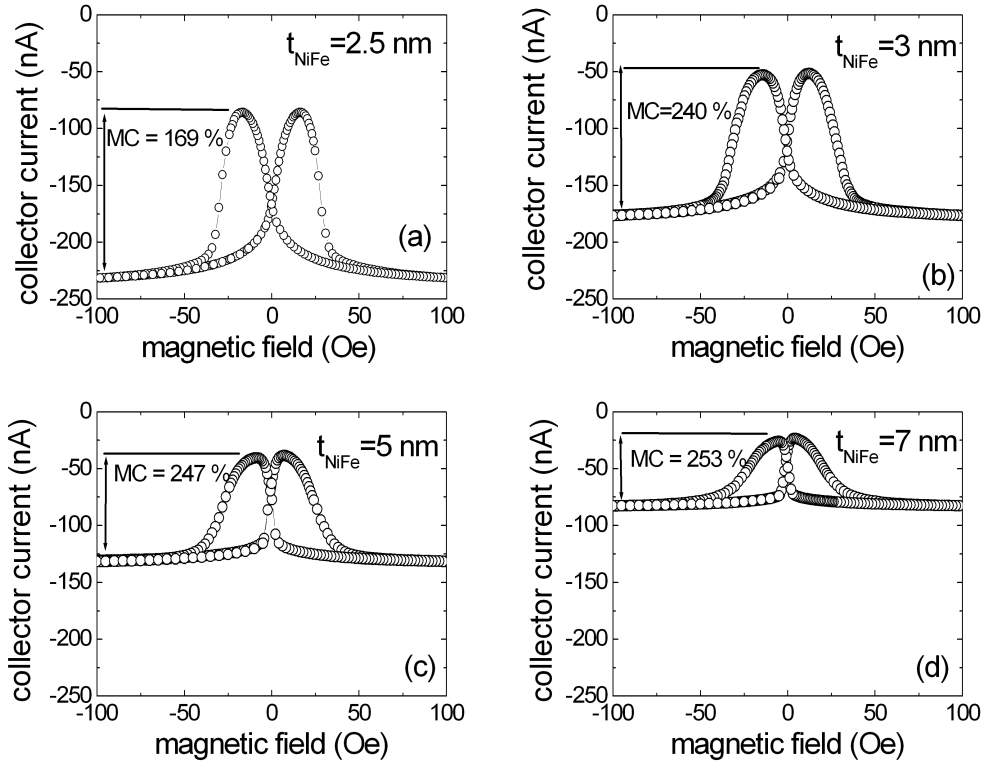 t_NiFe=2.5 nm
MC = 169 %
(a)
collector current (nA)
0
-50
-100
-150
-200
-250
-100
-50
0
50
100
magnetic field (Oe)
t_NiFe=3 nm
MC=240 %
(b)
collector current (nA)
0
-50
-100
-150
-200
-250
-100
-50
0
50
100
magnetic field (Oe)
t_NiFe=5 nm
MC = 247 %
(c)
collector current (nA)
0
-50
-100
-150
-200
-250
-100
-50
0
50
100
magnetic field (Oe)
t_NiFe=7 nm
MC = 253 %
(d)
collector current (nA)
0
-50
-100
-150
-200
-250
-100
-50
0
50
100
magnetic field (Oe)